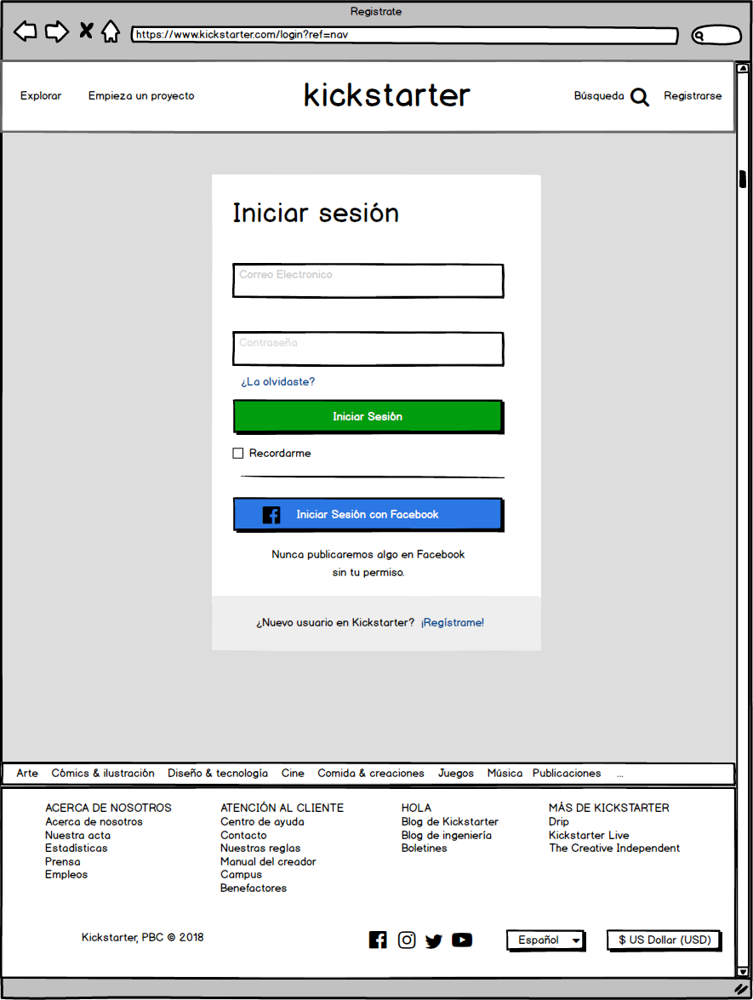 Registrate
https://www.kickstarter.com/login?ref=nav
Explorar Empieza un proyecto kickstarter Búsqueda Registrarse
Iniciar sesión
Correo Electronico
Contraseña
¿La olvidaste?
Iniciar Sesión
Recordarme
Iniciar Sesión con Facebook
Nunca publicaremos algo en Facebook
sin tu permiso.
¿Nuevo usuario en Kickstarter? ¡Regístrame!
Arte Cómics & ilustración Diseño & tecnología Cine Comida & creaciones Juegos Música Publicaciones ...
ACERCA DE NOSOTROS
Acerca de nosotros
Nuestra acta
Estadísticas
Prensa
Empleos
ATENCIÓN AL CLIENTE
Centro de ayuda
Contacto
Nuestras reglas
Manual del creador
Campus
Benefactores
HOLA
Blog de Kickstarter
Blog de ingeniería
Boletines
MÁS DE KICKSTARTER
Drip
Kickstarter Live
The Creative Independent
Kickstarter, PBC © 2018
Español
$ US Dollar (USD)